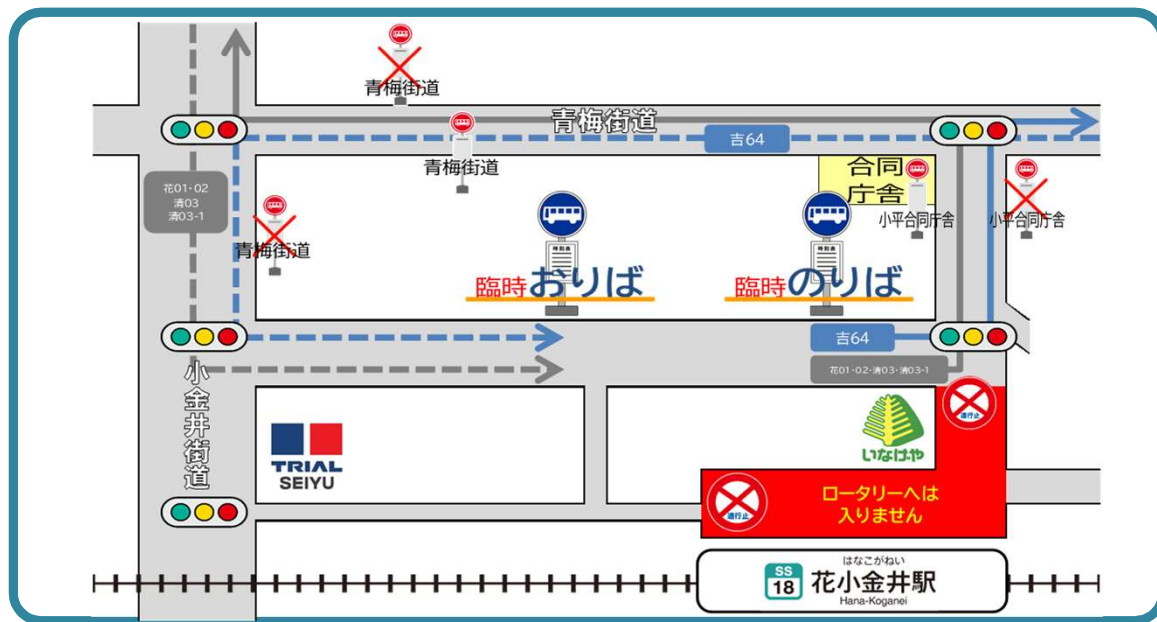 青梅街道
青梅街道
吉64
青梅街道
合同
庁舎
花01・02
清03
清03-1
小平合同庁舎
小平合同庁舎
青梅街道
時刻表
時刻表
臨時おりば
臨時のりば
吉64
花01・02・清03・清03-1
小金井街道
通行止
TRIAL
SEIYU
いなげや
ロータリーへは
入りません
通行止
SS
18
はなこがねい
花小金井駅
Hana-Koganei